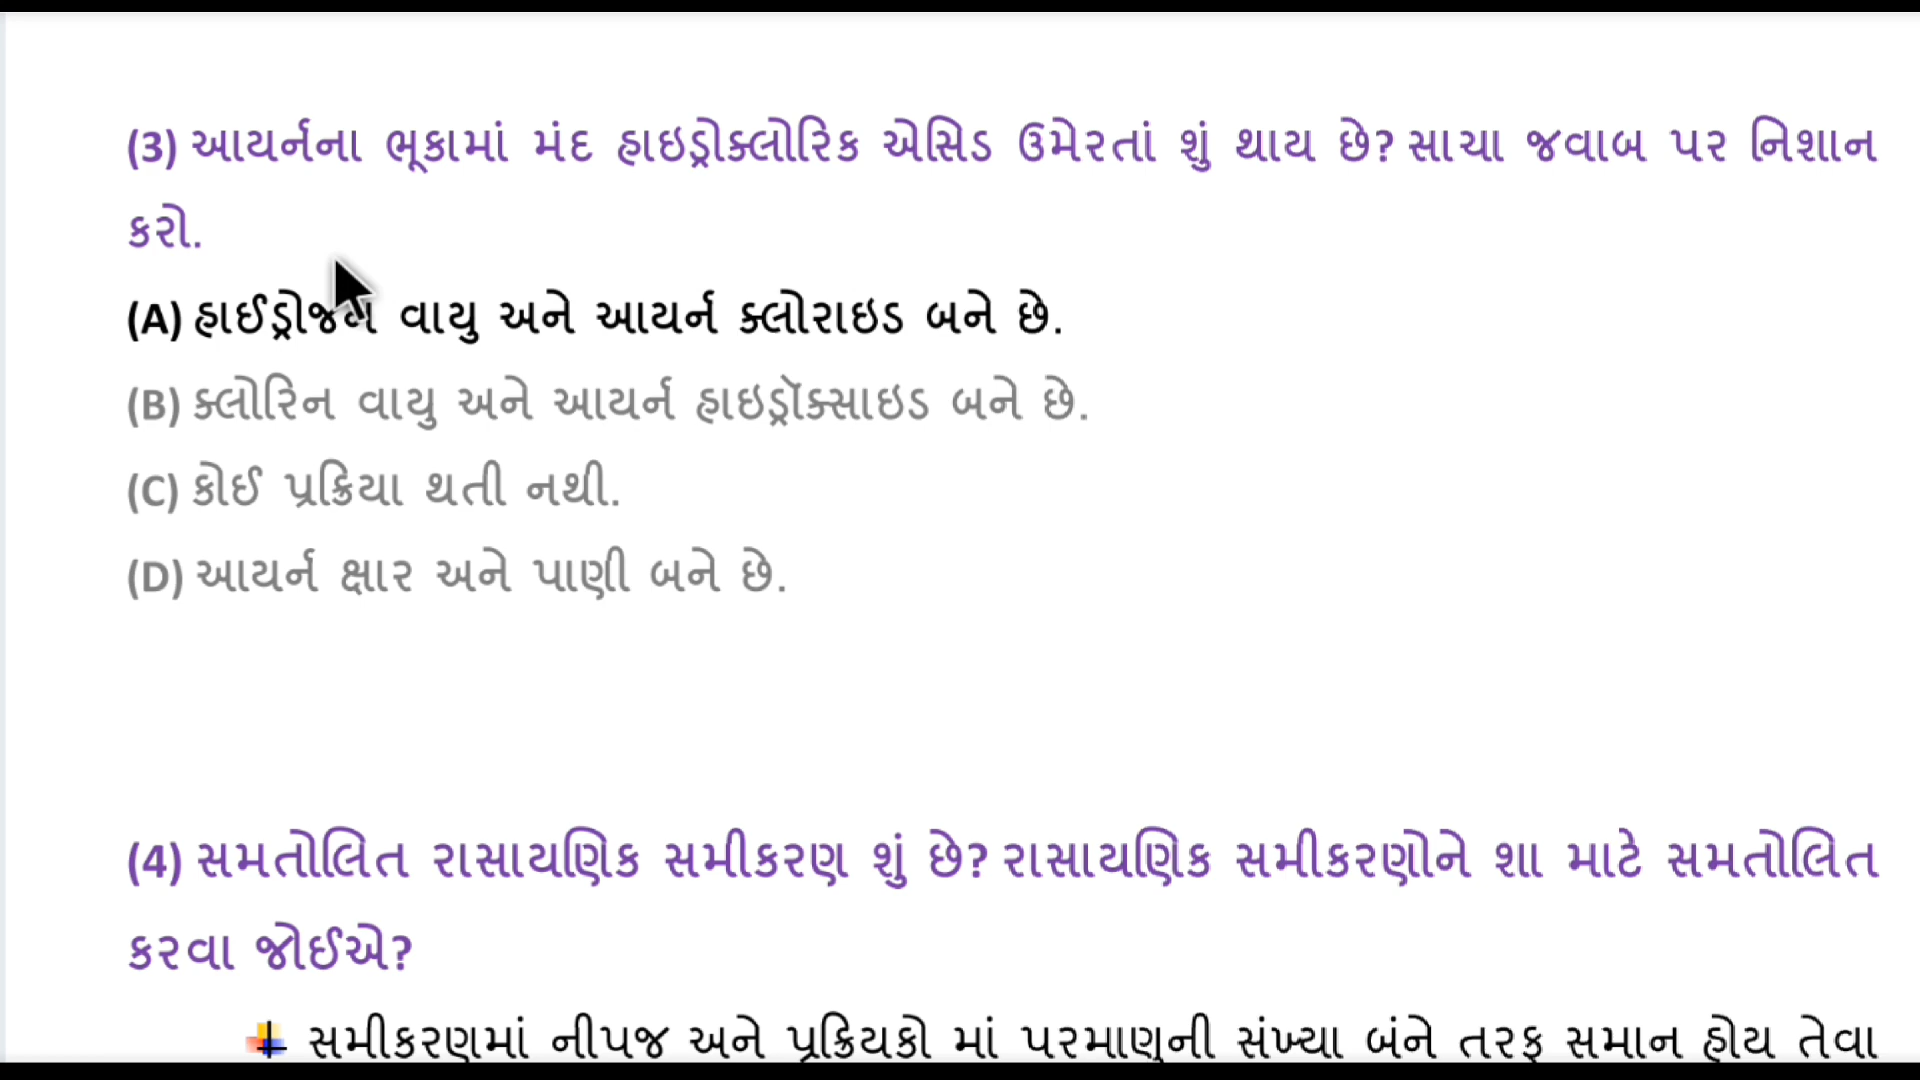 (3) આયર્નના ભૂકામાં મંદ હાઇડ્રોક્લોરિક એસિડ ઉમેરતાં શું થાય છે? સાચા જવાબ પર નિશાન
કરો.
(A) હાઈડ્રોજન વાયુ અને આયર્ન ક્લોરાઇડ બને છે.
(B) ક્લોરિન વાયુ અને આયર્ન હાઇડ્રૉક્સાઇડ બને છે.
(C) કોઈ પ્રક્રિયા થતી નથી.
(D) આયર્ન ક્ષાર અને પાણી બને છે.
(4) સમતોલિત રાસાયણિક સમીકરણ શું છે? રાસાયણિક સમીકરણોને શા માટે સમતોલિત
કરવા જોઈએ?
સમીકરણમાં નીપજ અને પ્રક્રિયકો માં પરમાણુની સંખ્યા બંને તરફ સમાન હોય તેવા